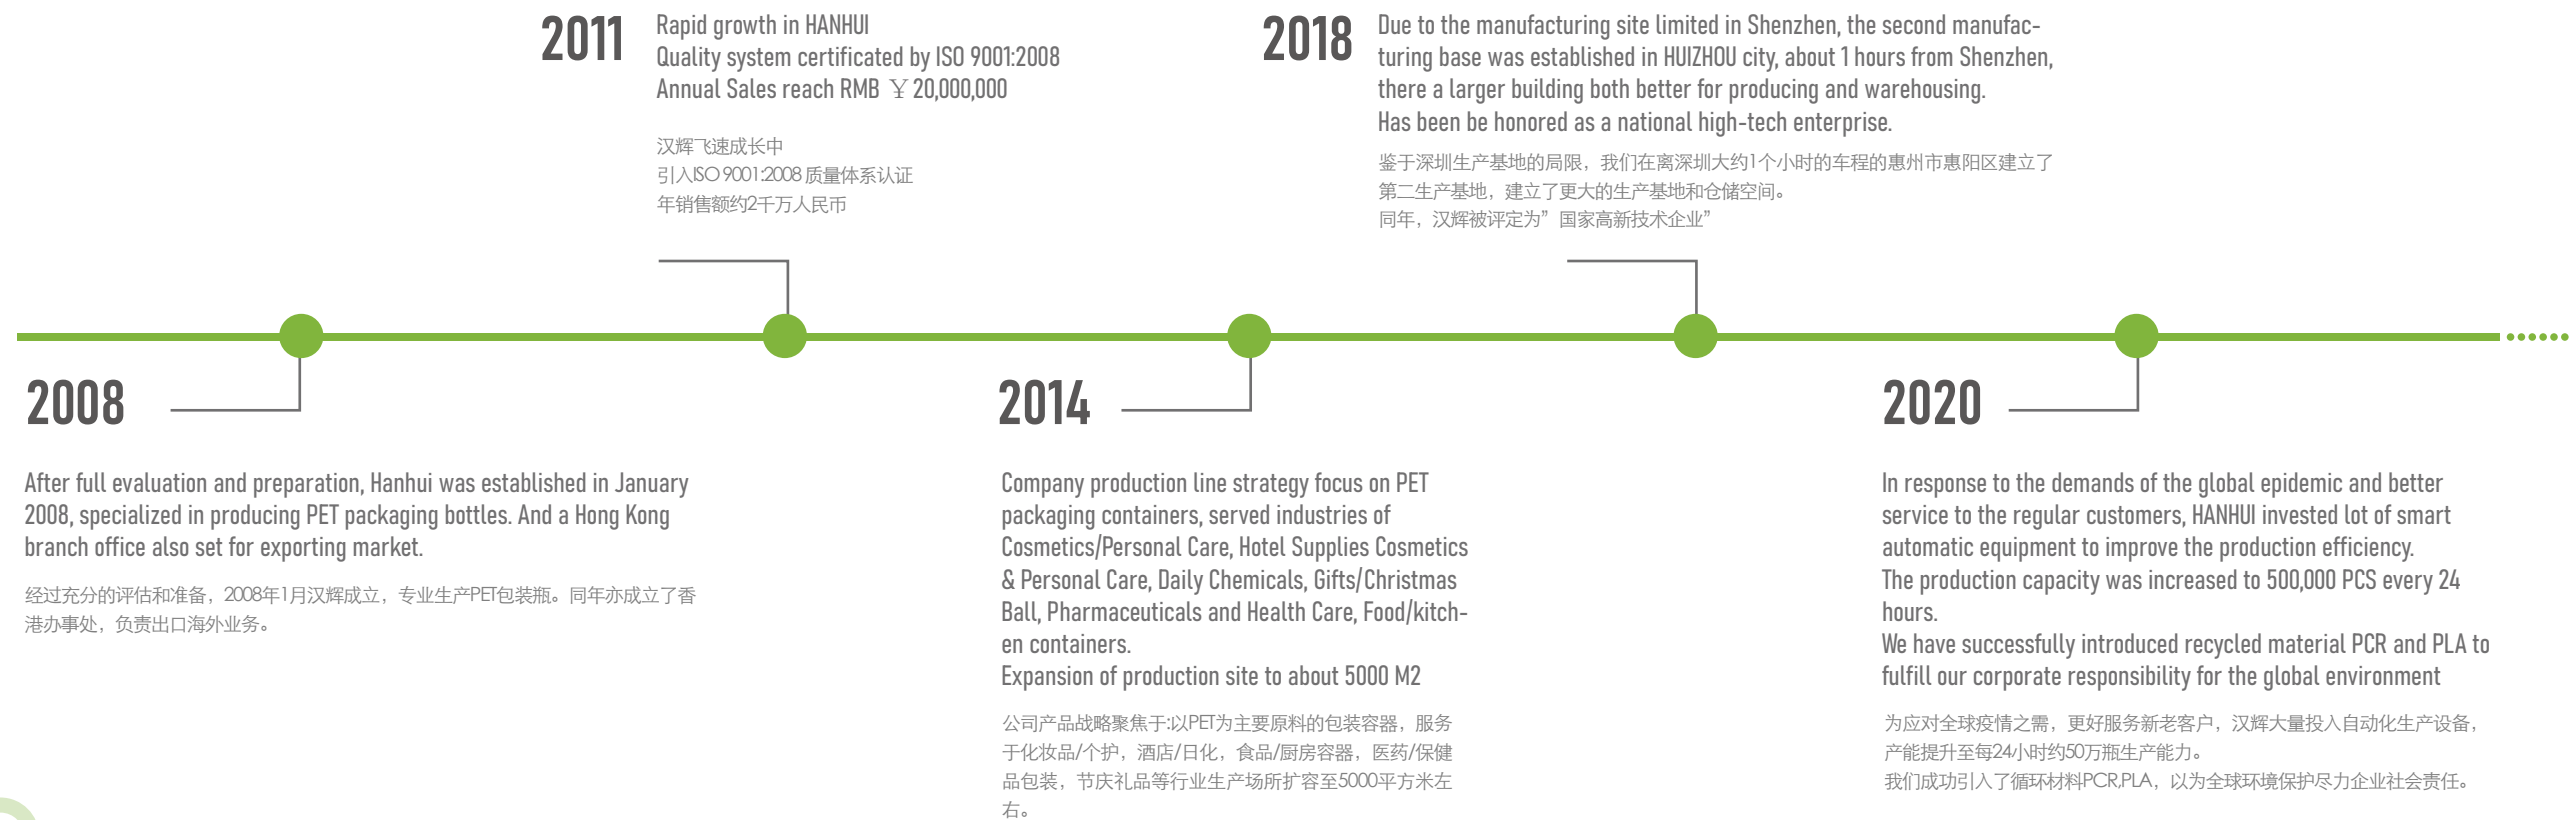 2011
Rapid growth in HANHUI
Quality system certificated by ISO 9001:2008
Annual Sales reach RMB ￥20,000,000
汉辉飞速成长中
引入ISO 9001:2008 质量体系认证
年销售额约2千万人民币
2018
Due to the manufacturing site limited in Shenzhen, the second manufac-
turing base was established in HUIZHOU city, about 1 hours from Shenzhen,
there a larger building both better for producing and warehousing.
Has been be honored as a national high-tech enterprise.
鉴于深圳生产基地的局限，我们在离深圳大约1个小时的车程的惠州市惠阳区建立了
第二生产基地，建立了更大的生产基地和仓储空间。
同年，汉辉被评定为”国家高新技术企业”
2008
After full evaluation and preparation, Hanhui was established in January
2008, specialized in producing PET packaging bottles. And a Hong Kong
branch office also set for exporting market.
经过充分的评估和准备，2008年1月汉辉成立，专业生产PET包装瓶。同年亦成立了香
港办事处，负责出口海外业务。
2014
Company production line strategy focus on PET
packaging containers, served industries of
Cosmetics/Personal Care, Hotel Supplies Cosmetics
& Personal Care, Daily Chemicals, Gifts/Christmas
Ball, Pharmaceuticals and Health Care, Food/kitch-
en containers.
Expansion of production site to about 5000 M2
公司产品战略聚焦于:以PET为主要原料的包装容器，服务
于化妆品/个护，酒店/日化，食品/厨房容器，医药/保健
品包装，节庆礼品等行业生产场所扩容至5000平方米左
右。
2020
In response to the demands of the global epidemic and better
service to the regular customers, HANHUI invested lot of smart
automatic equipment to improve the production efficiency.
The production capacity was increased to 500,000 PCS every 24
hours.
We have successfully introduced recycled material PCR and PLA to
fulfill our corporate responsibility for the global environment
为应对全球疫情之需，更好服务新老客户，汉辉大量投入自动化生产设备，
产能提升至每24小时约50万瓶生产能力。
我们成功引入了循环材料PCR,PLA，以为全球环境保护尽力企业社会责任。